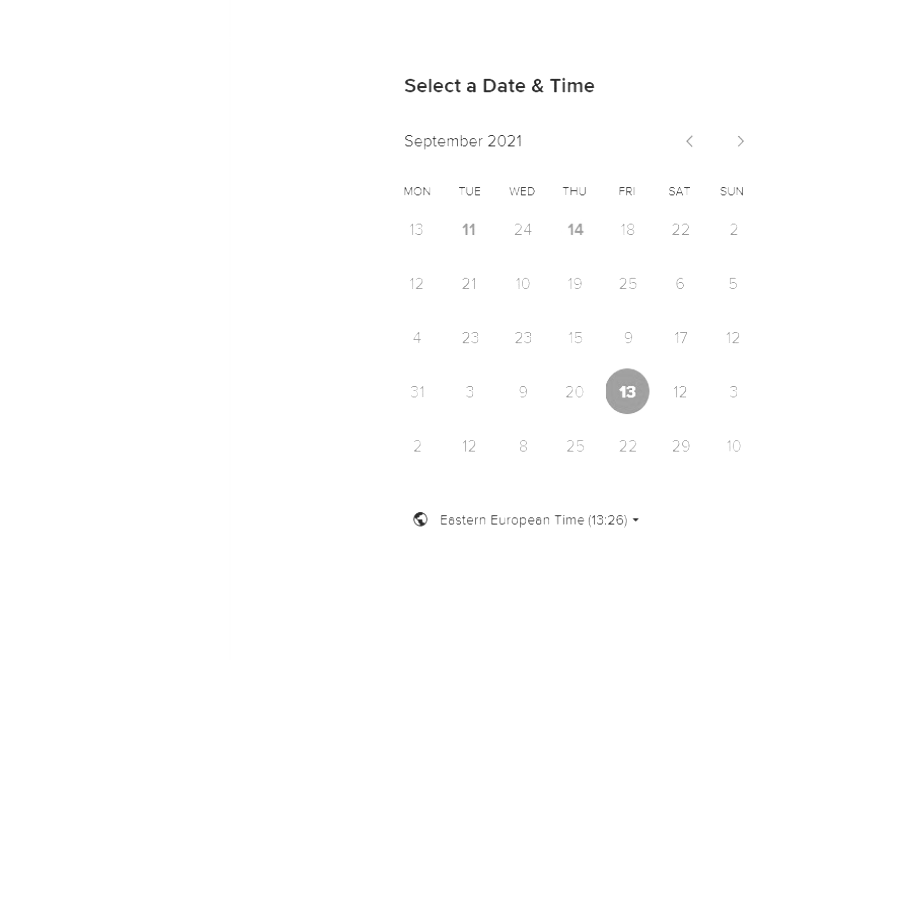 Select a Date & Time
September 2021
MON TUE WED THU FRI SAT SUN
13 11 24 14 18 22 2
12 21 10 19 25 6 5
4 23 23 15 9 17 12
31 3 9 20 13 12 3
2 12 8 25 22 29 10
Eastern European Time (13:26)